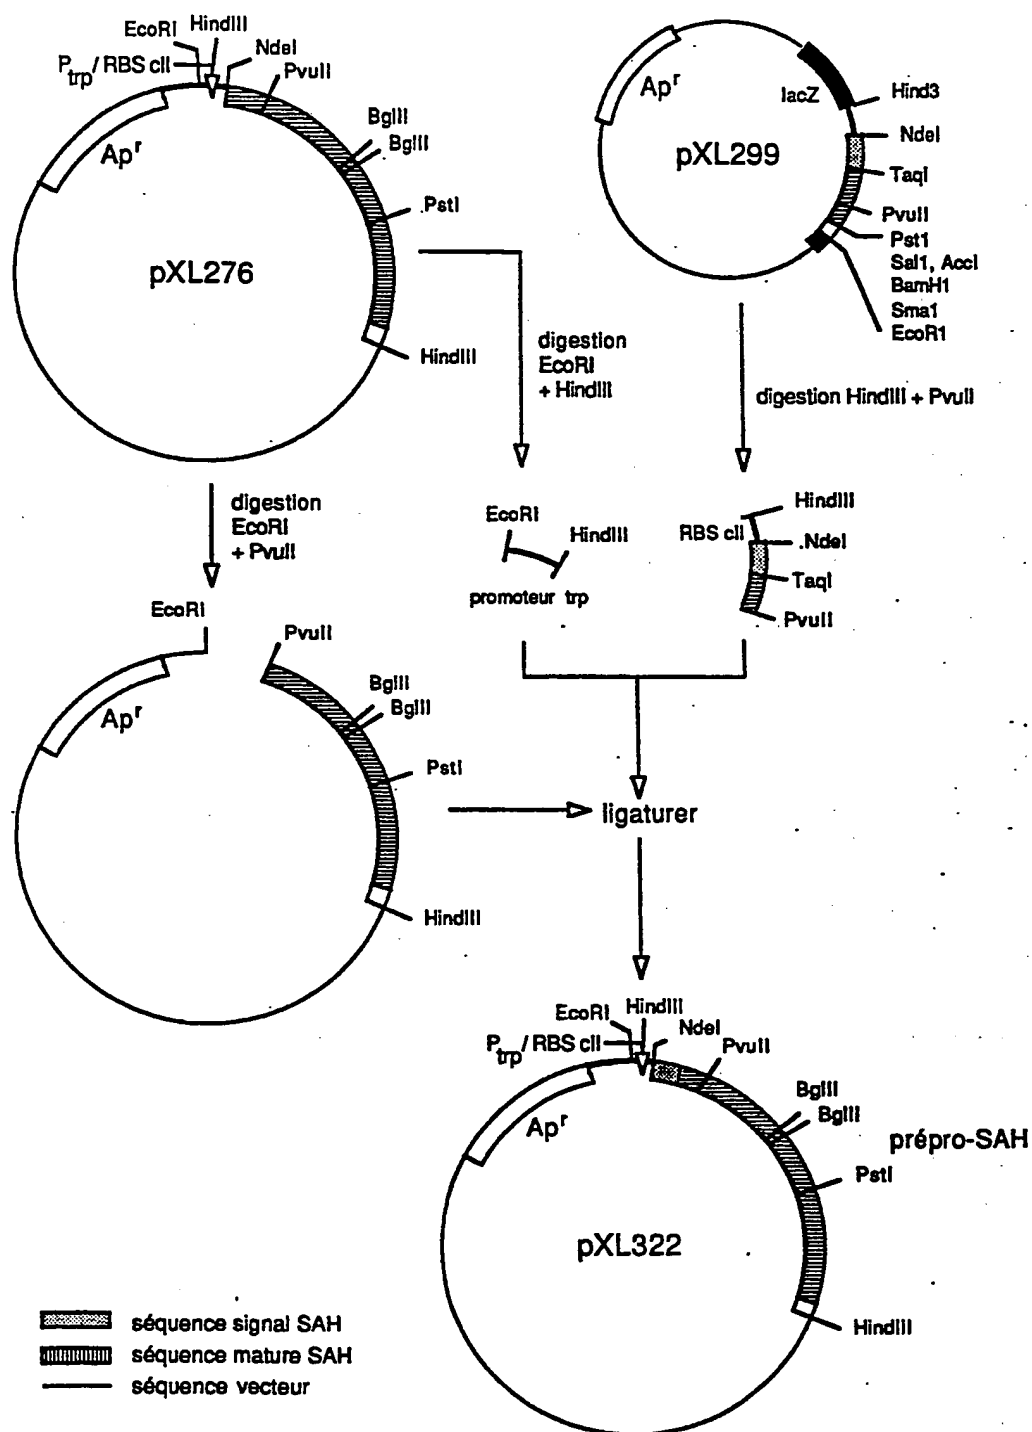 EcoRI
HindIII
Ptrp/ RBS cII
NdeI
PvuII
BglII
BglII
PstI
HindIII
Apr
pXL276
Apr
lacZ
Hind3
NdeI
TaqI
PvuII
Pst1
Sal1, AccI
BamH1
Sma1
EcoR1
pXL299
digestion
EcoRI
+ HindIII
digestion HindIII + PvuII
digestion
EcoRI
+ PvuII
EcoRI
HindIII
promoteur trp
HindIII
RBS cII
.NdeI
TaqI
PvuII
EcoRI
PvuII
BglII
BglII
PstI
HindIII
Apr
ligaturer
EcoRI
HindIII
Ptrp/ RBS cII
NdeI
PvuII
BglII
BglII
prépro-SAH
PstI
HindIII
Apr
pXL322
séquence signal SAH
séquence mature SAH
séquence vecteur